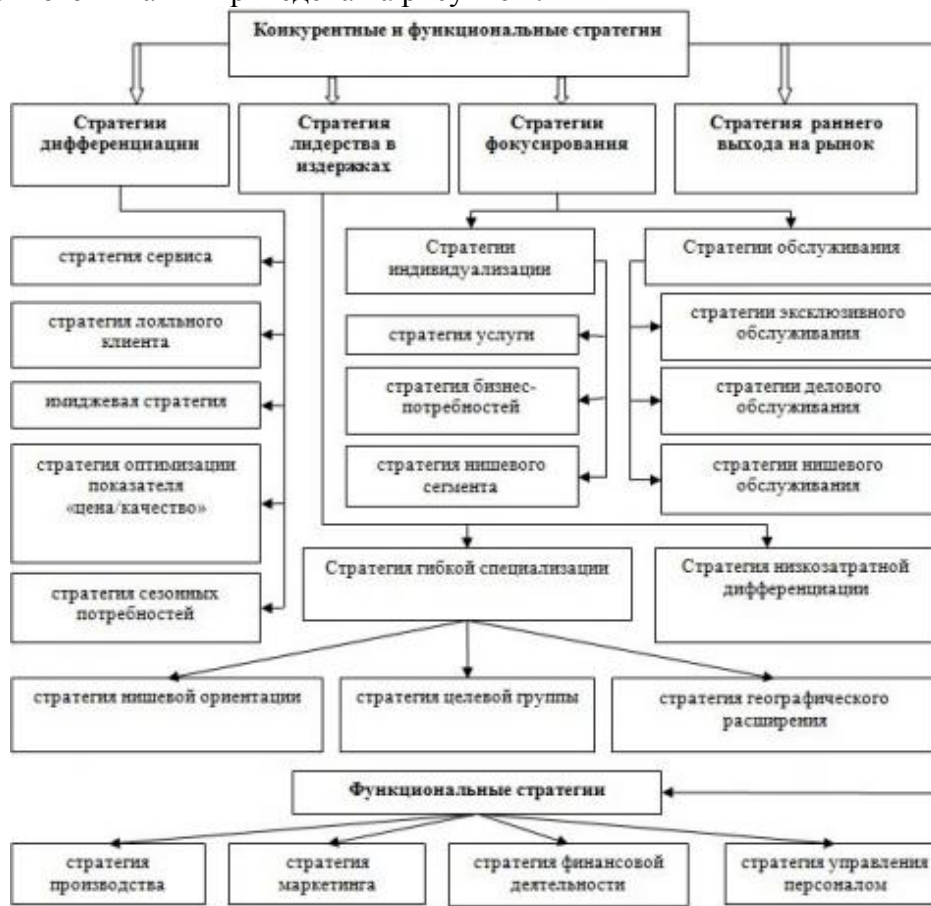 Конкурентные и функциональные стратегии
Стратегии
дифференциации
Стратегия
лидерства в
издержках
Стратегии
фокусирования
Стратегия раннего
выхода на рынок
стратегия сервиса
стратегия лояльного
клиента
имиджевая стратегия
стратегия оптимизации
показателя
«цена/качество»
стратегия сезонных
потребностей
Стратегии
индивидуализации
стратегия услуги
стратегия бизнес-
потребностей
стратегия нишевого
сегмента
Стратегии обслуживания
стратегии эксклюзивного
обслуживания
стратегии делового
обслуживания
стратегии нишевого
обслуживания
Стратегия гибкой специализации
Стратегия низкозатратной
дифференциации
стратегия нишевой ориентации
стратегия целевой группы
стратегия географического
расширения
Функциональные стратегии
стратегия
производства
стратегия
маркетинга
стратегия финансовой
деятельности
стратегия управления
персоналом